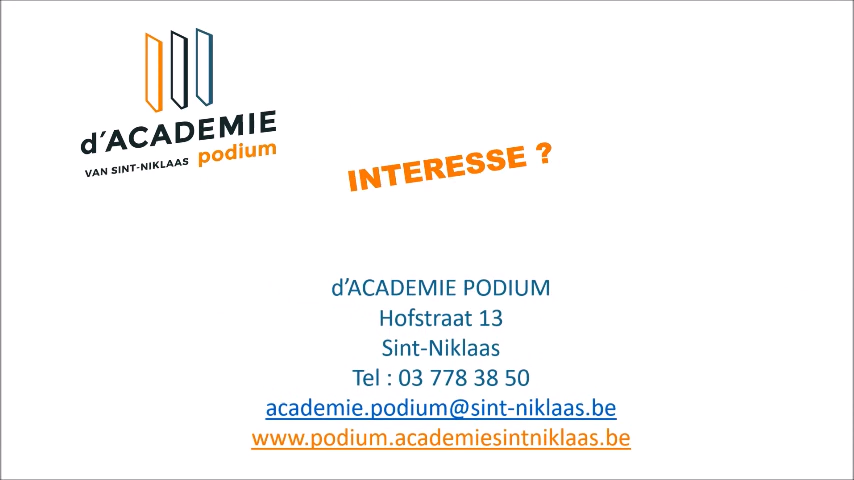 d'ACADEMIE
VAN SINT-NIKLAAS podium
INTERESSE ?
d’ACADEMIE PODIUM
Hofstraat 13
Sint-Niklaas
Tel : 03 778 38 50
academie.podium@sint-niklaas.be
www.podium.academiesintniklaas.be